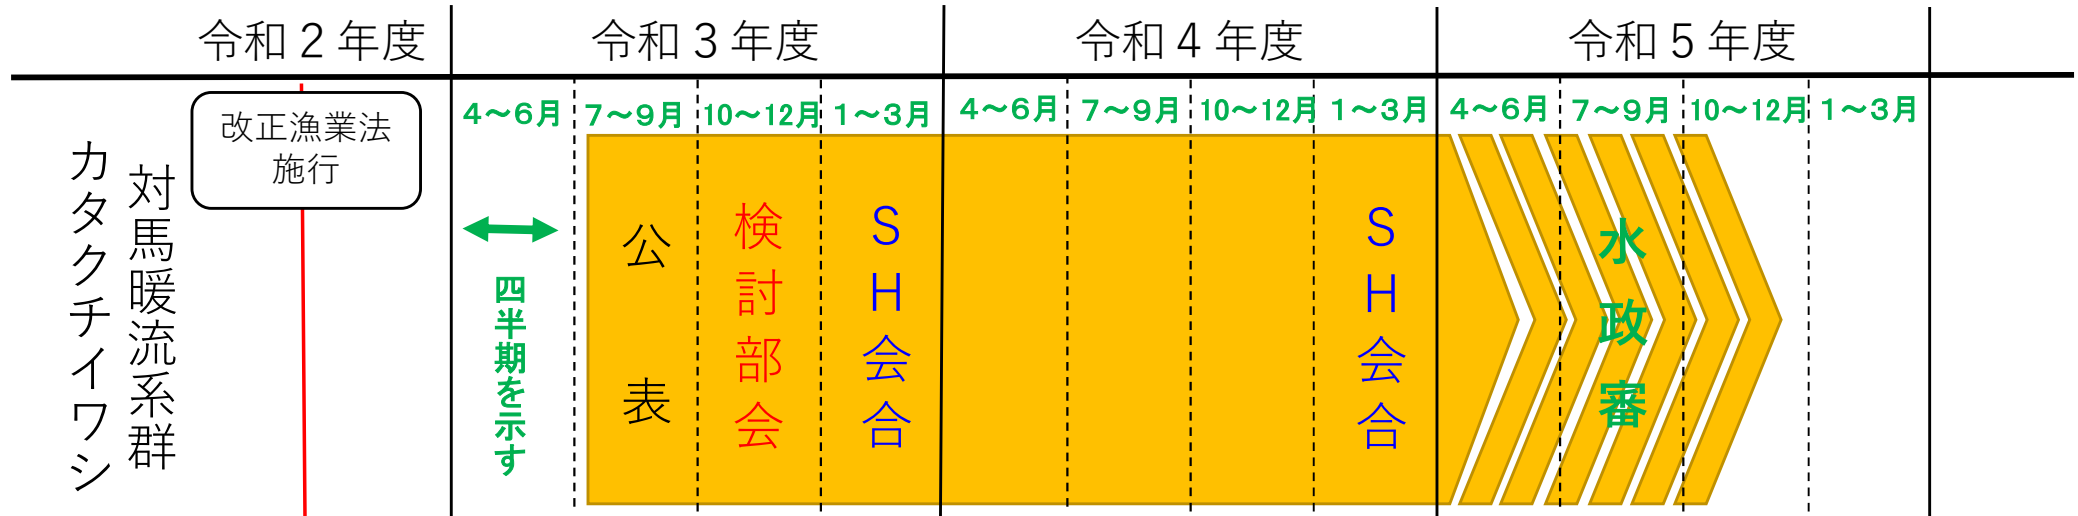 令和２年度
令和３年度
令和４年度
令和５年度
改正漁業法
施行
4～6月
7～9月
10～12月
1～3月
4～6月
7～9月
10～12月
1～3月
4～6月
7～9月
10～12月
1～3月
カタクチイワシ
対馬暖流系群
四半期を示す
公表
検討部会
ＳＨ会合
ＳＨ会合
水政審